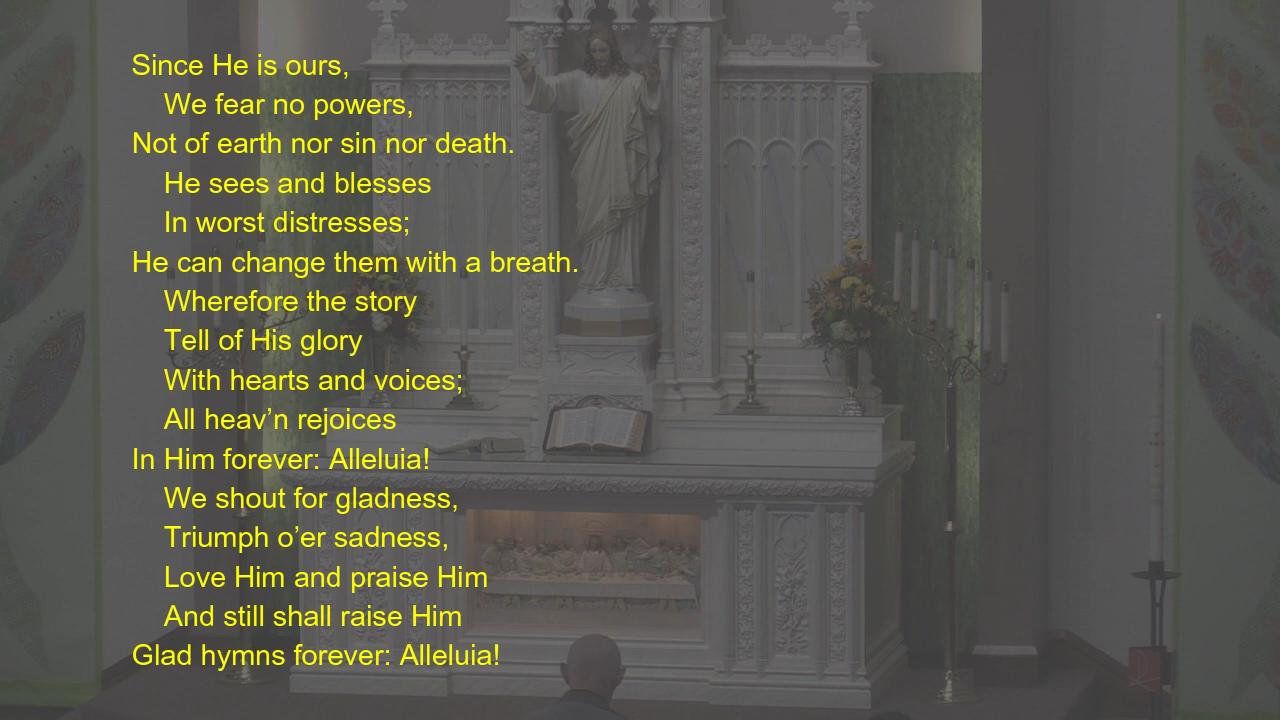 Since He is ours,
We fear no powers,
Not of earth nor sin nor death.
He sees and blesses
In worst distresses;
He can change them with a breath.
Wherefore the story
Tell of His glory
With hearts and voices;
All heav’n rejoices
In Him forever: Alleluia!
We shout for gladness,
Triumph o’er sadness,
Love Him and praise Him
And still shall raise Him
Glad hymns forever: Alleluia!